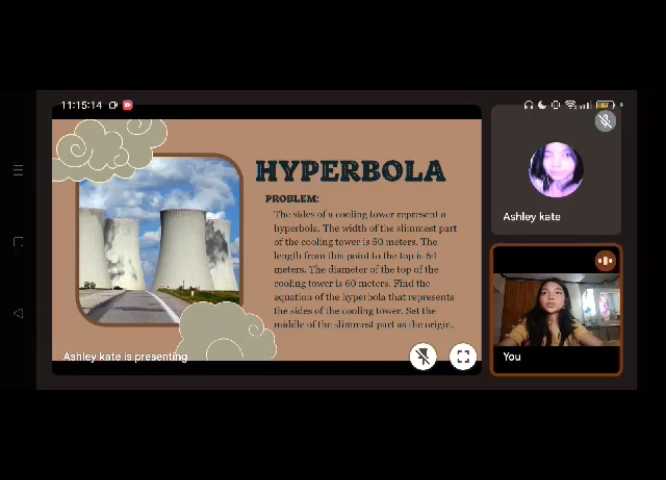 11:15:14
HYPERBOLA
PROBLEM:
The sides of a cooling tower represent a
hyperbola. The width of the slimmest part
of the cooling tower is 50 meters. The
length from this point to the top is 64
meters. The diameter of the top of the
cooling tower is 60 meters. Find the
equation of the hyperbola that represents
the sides of the cooling tower. Set the
middle of the slimmest part as the origin.
Ashley kate is presenting
Ashley kate
You